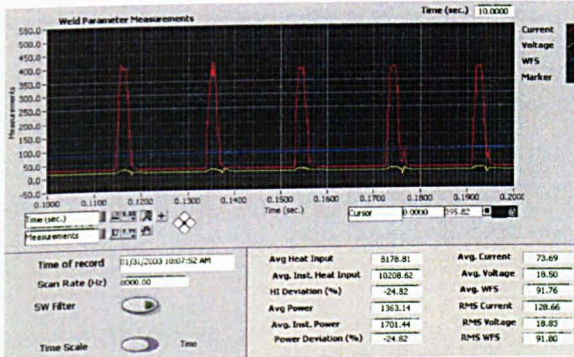 Weld Parameter Measurements
Time (sec.) 10.0000
Current
Voltage
WFS
Marker
Measurements
550.0
500.0
450.0
400.0
350.0
300.0
250.0
200.0
150.0
100.0
50.0
0.0
-50.0
0.1000 0.1100 0.1200 0.1300 0.1400 0.1500 0.1600 0.1700 0.1800 0.1900 0.2000
Time (sec.)
Time (sec.)
Measurements
Cursor 0.0000 395.82
Time of record 01/31/2003 10:07:52 AM
Scan Rate (Hz) 8000.00
SW Filter
Time Scale Time
Avg Heat Input 8178.81
Avg. Inst. Heat Input 10208.62
HI Deviation (%) -24.82
Avg Power 1363.14
Avg. Inst. Power 1701.44
Power Deviation (%) -24.82
Avg. Current 73.69
Avg. Voltage 18.50
Avg. WFS 91.76
RMS Current 128.66
RMS Voltage 18.83
RMS WFS 91.80